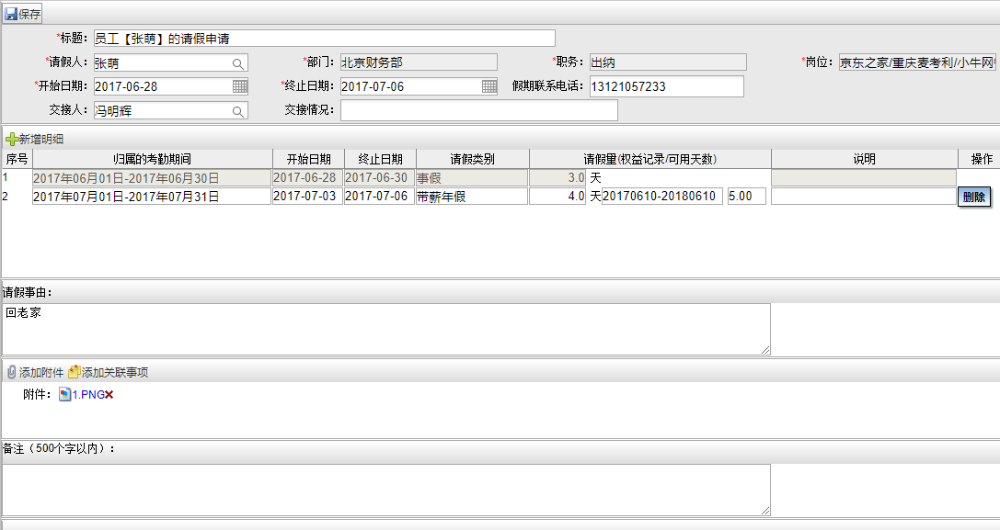 保存
*标题： 员工【张萌】的请假申请
*请假人： 张萌 *部门： 北京财务部 *职务： 出纳 *岗位： 京东之家/重庆麦考利/小牛网
*开始日期： 2017-06-28 *终止日期： 2017-07-06 假期联系电话： 13121057233
交接人： 冯明辉 交接情况：
新增明细
序号 归属的考勤期间 开始日期 终止日期 请假类别 请假量(权益记录/可用天数) 说明 操作
1 2017年06月01日-2017年06月30日 2017-06-28 2017-06-30 事假 3.0 天
2 2017年07月01日-2017年07月31日 2017-07-03 2017-07-06 带薪年假 4.0 天 20170610-20180610 5.00 删除
请假事由：
回老家
添加附件 添加关联事项
附件： 1.PNG
备注（500个字以内）：